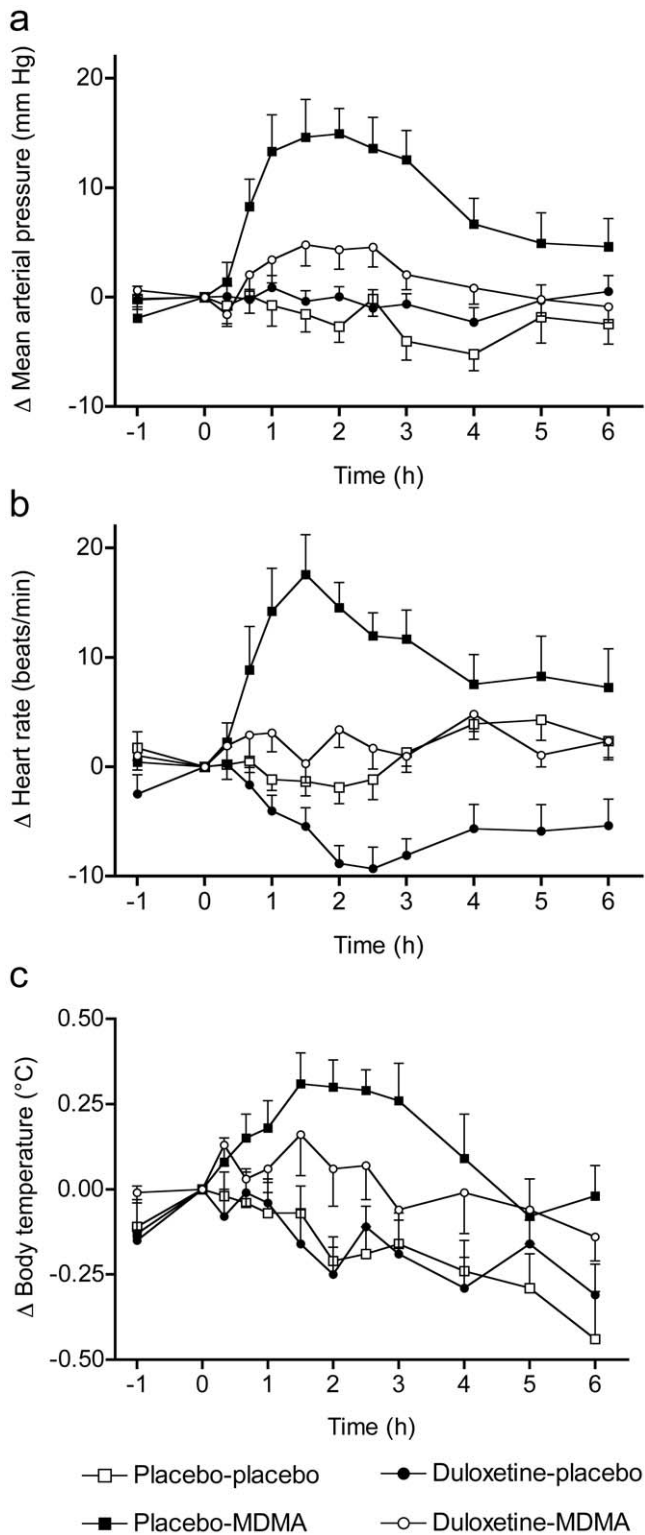 a
Δ Mean arterial pressure (mm Hg)
20
10
0
-10
-1 0 1 2 3 4 5 6
Time (h)
b
Δ Heart rate (beats/min)
20
10
0
-10
-1 0 1 2 3 4 5 6
Time (h)
c
Δ Body temperature (°C)
0.50
0.25
0.00
-0.25
-0.50
-1 0 1 2 3 4 5 6
Time (h)
Placebo-placebo Duloxetine-placebo
Placebo-MDMA Duloxetine-MDMA